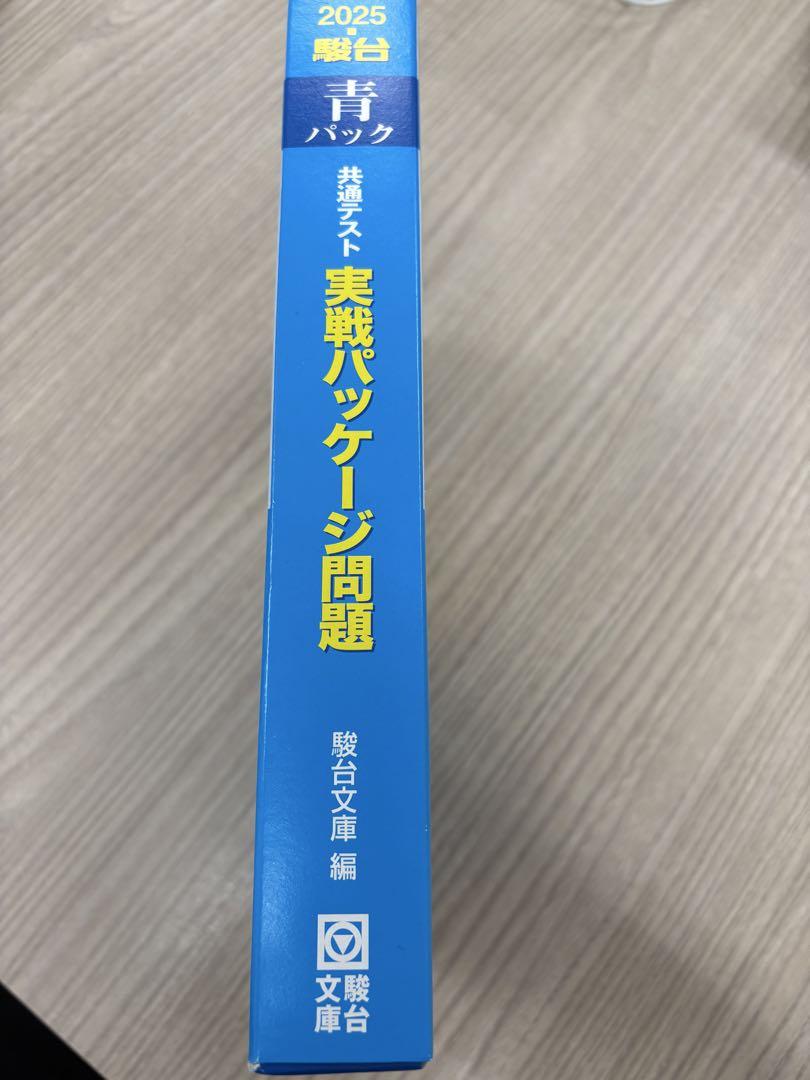 2025・
駿台
青
パック
共通テスト
実戦パッケージ問題
駿台文庫 編
駿台
文庫